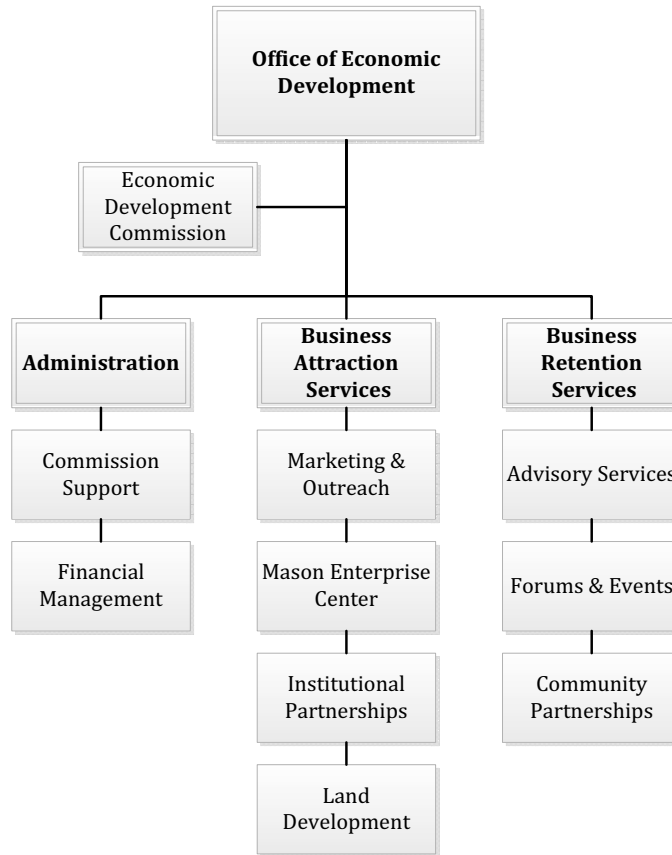 Office of Economic
Development
Economic
Development
Commission
Administration
Business
Attraction
Services
Business
Retention
Services
Commission
Support
Marketing &
Outreach
Advisory Services
Financial
Management
Mason Enterprise
Center
Forums & Events
Institutional
Partnerships
Community
Partnerships
Land
Development